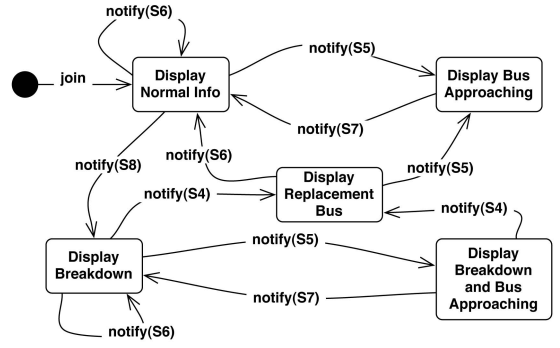 notify(S6)
notify(S5)
join
Display
Normal Info
Display Bus
Approaching
notify(S7)
notify(S8)
notify(S6)
notify(S5)
Display
Replacement
Bus
notify(S4)
notify(S4)
Display
Breakdown
notify(S5)
Display
Breakdown
and Bus
Approaching
notify(S7)
notify(S6)